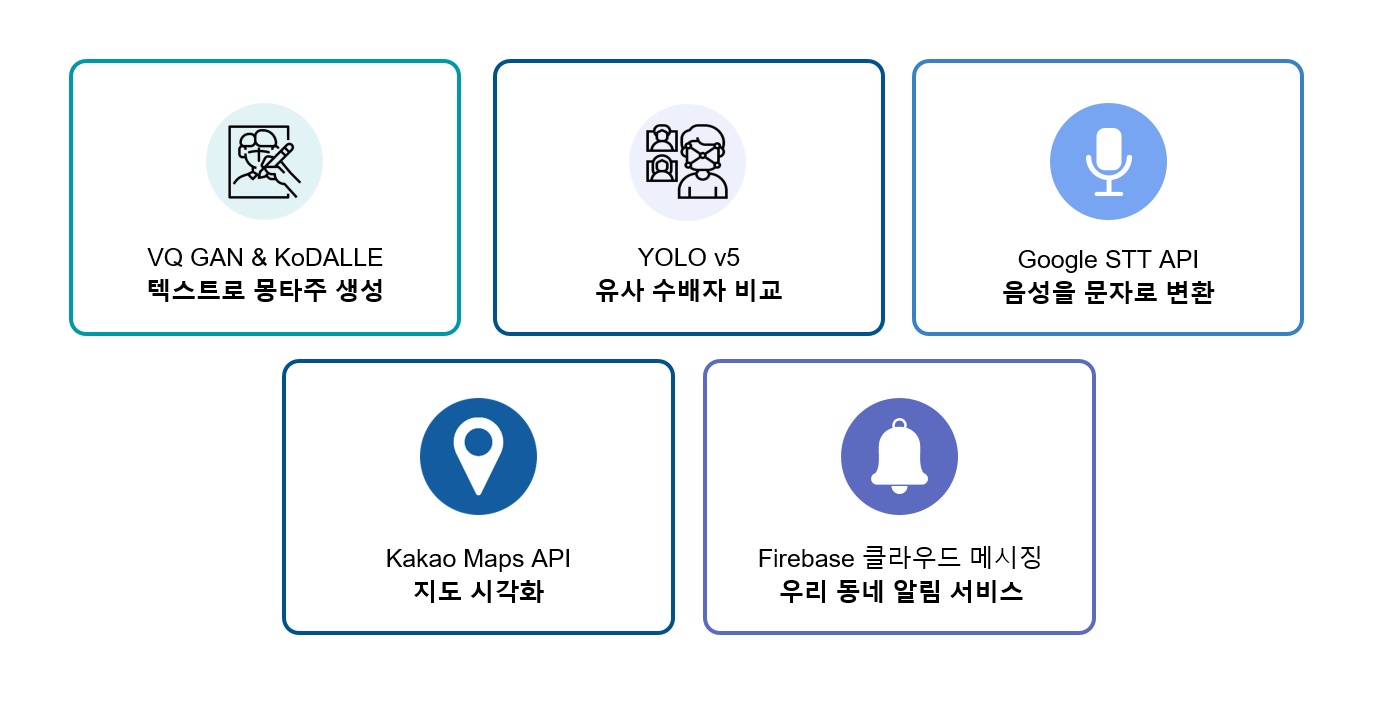 VQ GAN & KoDALLE
텍스트로 몽타주 생성
YOLO v5
유사 수배자 비교
Google STT API
음성을 문자로 변환
Kakao Maps API
지도 시각화
Firebase 클라우드 메시징
우리 동네 알림 서비스